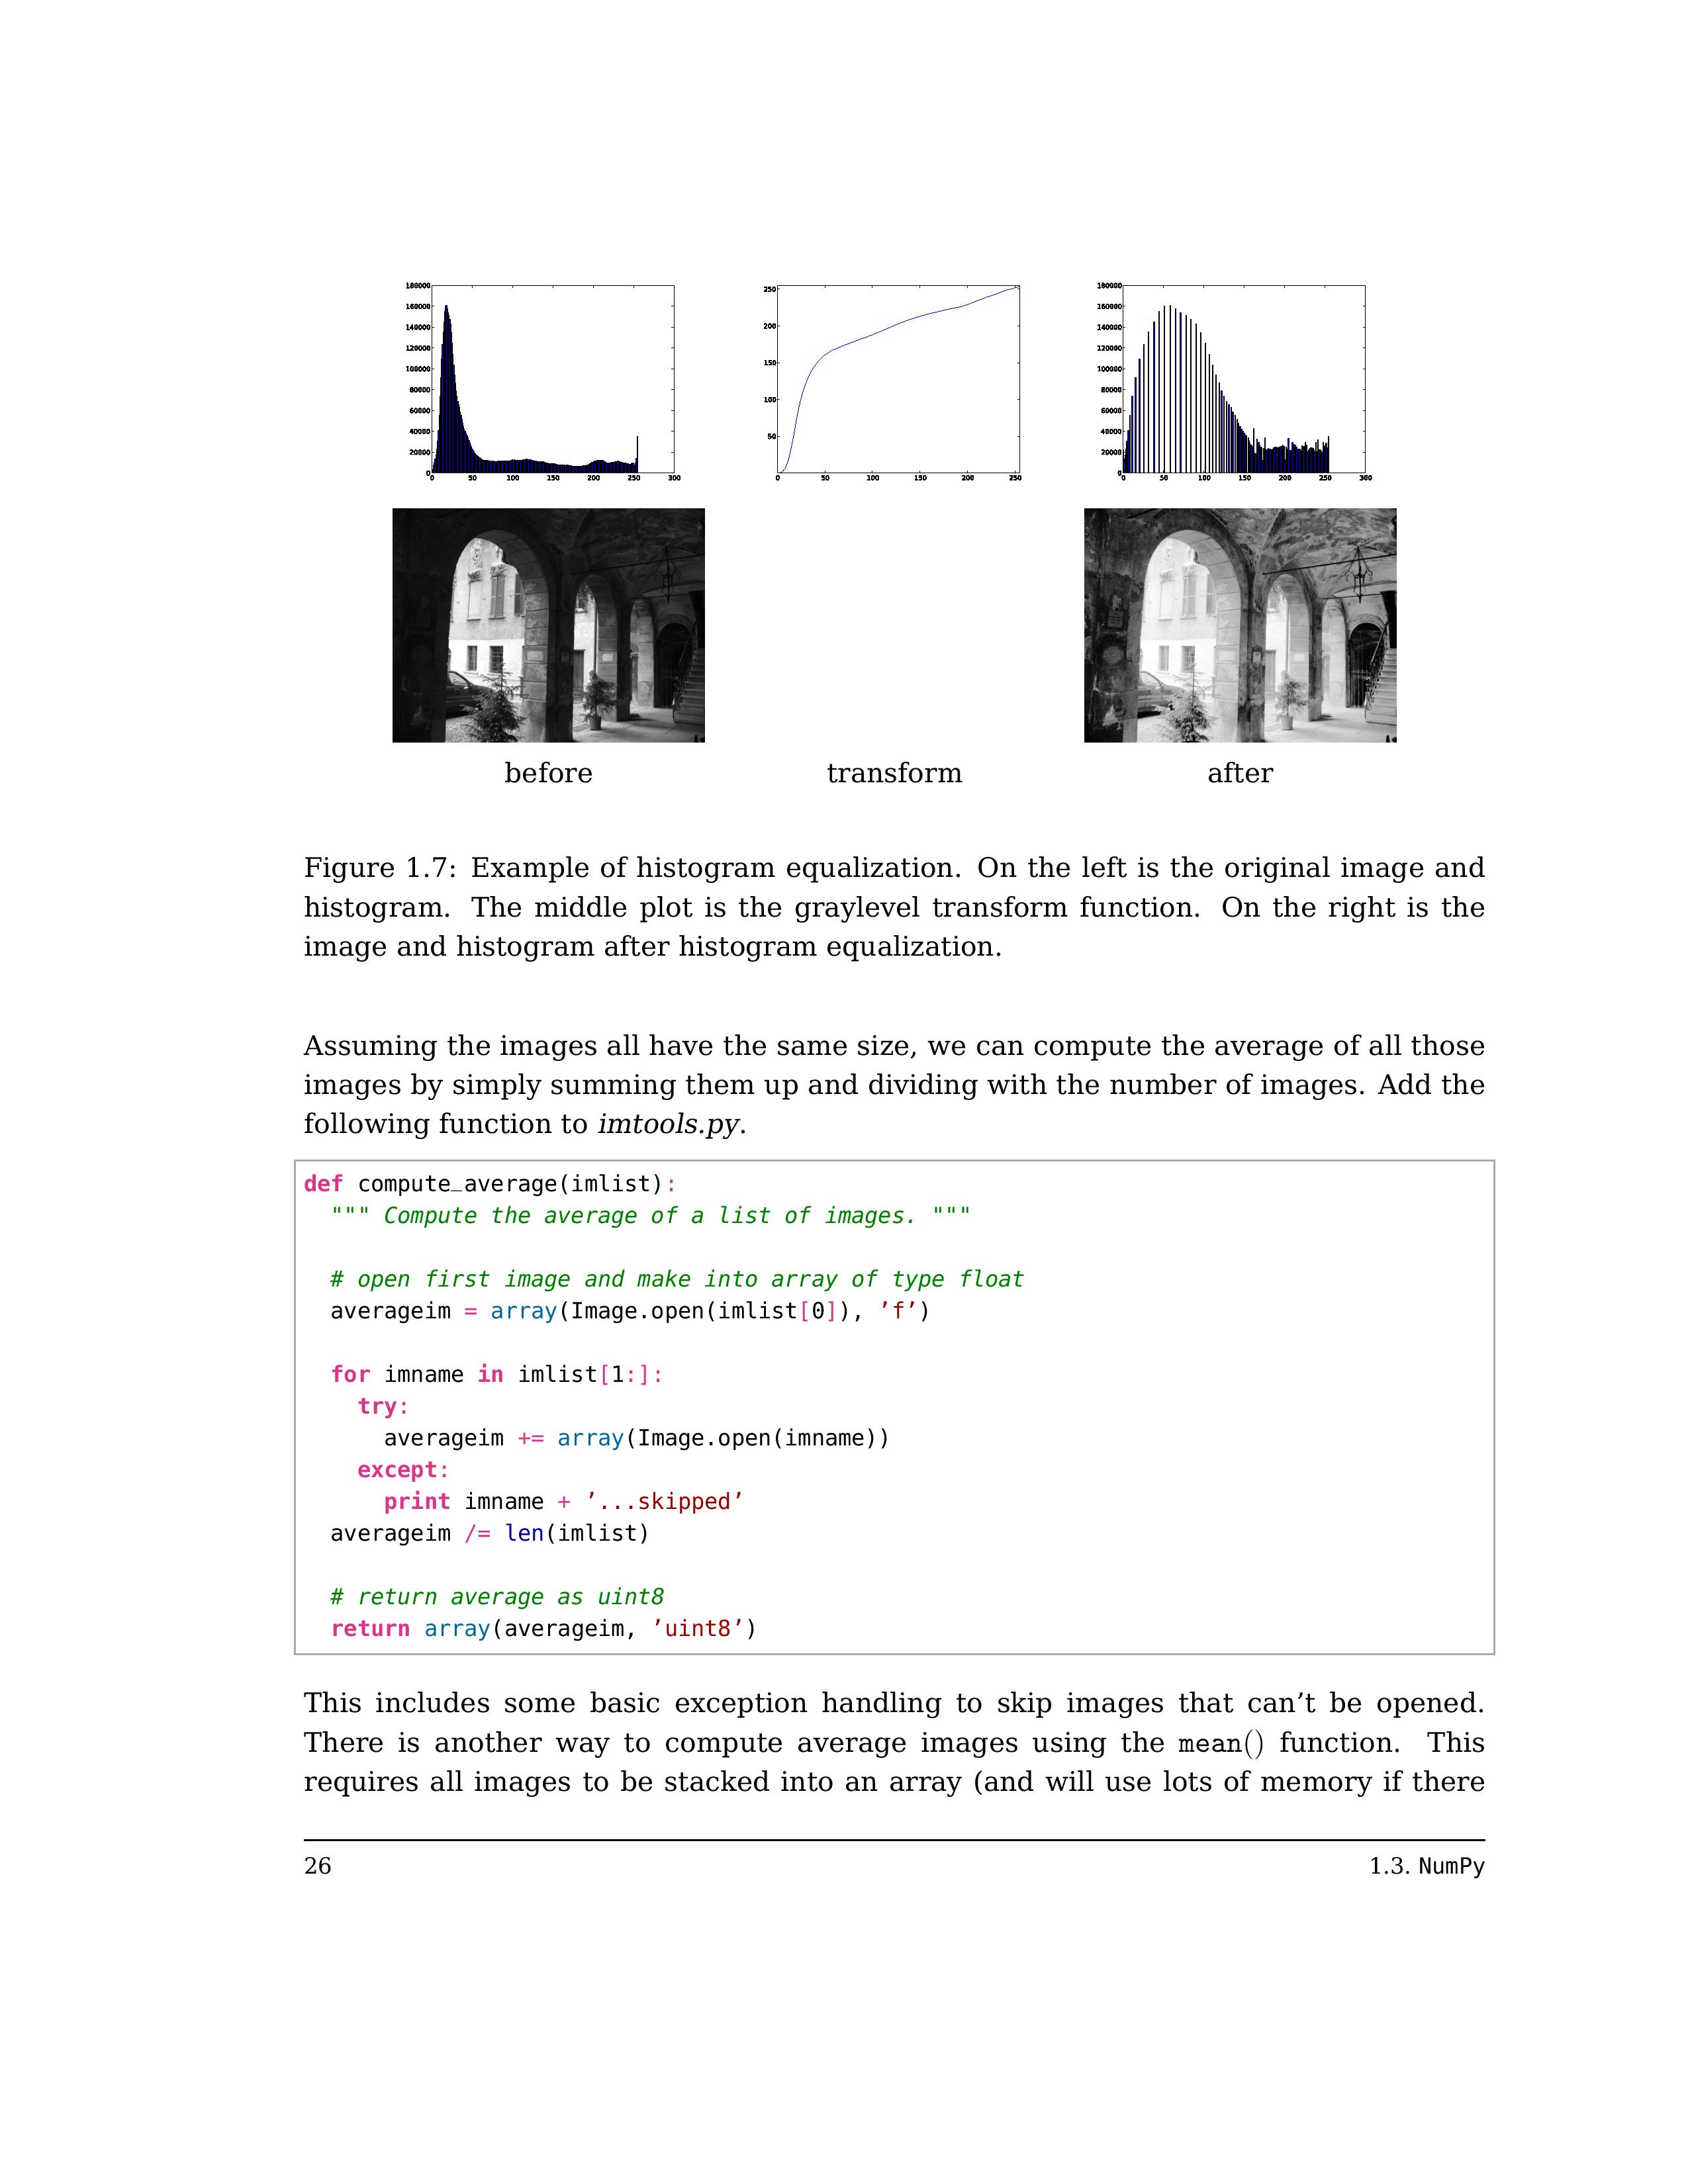 180000
160000
140000
120000
100000
80000
60000
40000
20000
0
0 50 100 150 200 250 300
250
200
150
100
50
0 50 100 150 200 250
180000
160000
140000
120000
100000
80000
60000
40000
20000
0
0 50 100 150 200 250 300
before transform after
Figure 1.7: Example of histogram equalization. On the left is the original image and
histogram. The middle plot is the graylevel transform function. On the right is the
image and histogram after histogram equalization.
Assuming the images all have the same size, we can compute the average of all those
images by simply summing them up and dividing with the number of images. Add the
following function to imtools.py.
def compute_average(imlist):
  """ Compute the average of a list of images. """
  # open first image and make into array of type float
  averageim = array(Image.open(imlist[0]), ’f’)
  for imname in imlist[1:]:
    try:
      averageim += array(Image.open(imname))
    except:
      print imname + ’...skipped’
  averageim /= len(imlist)
  # return average as uint8
  return array(averageim, ’uint8’)
This includes some basic exception handling to skip images that can’t be opened.
There is another way to compute average images using the mean() function. This
requires all images to be stacked into an array (and will use lots of memory if there
26 1.3. NumPy